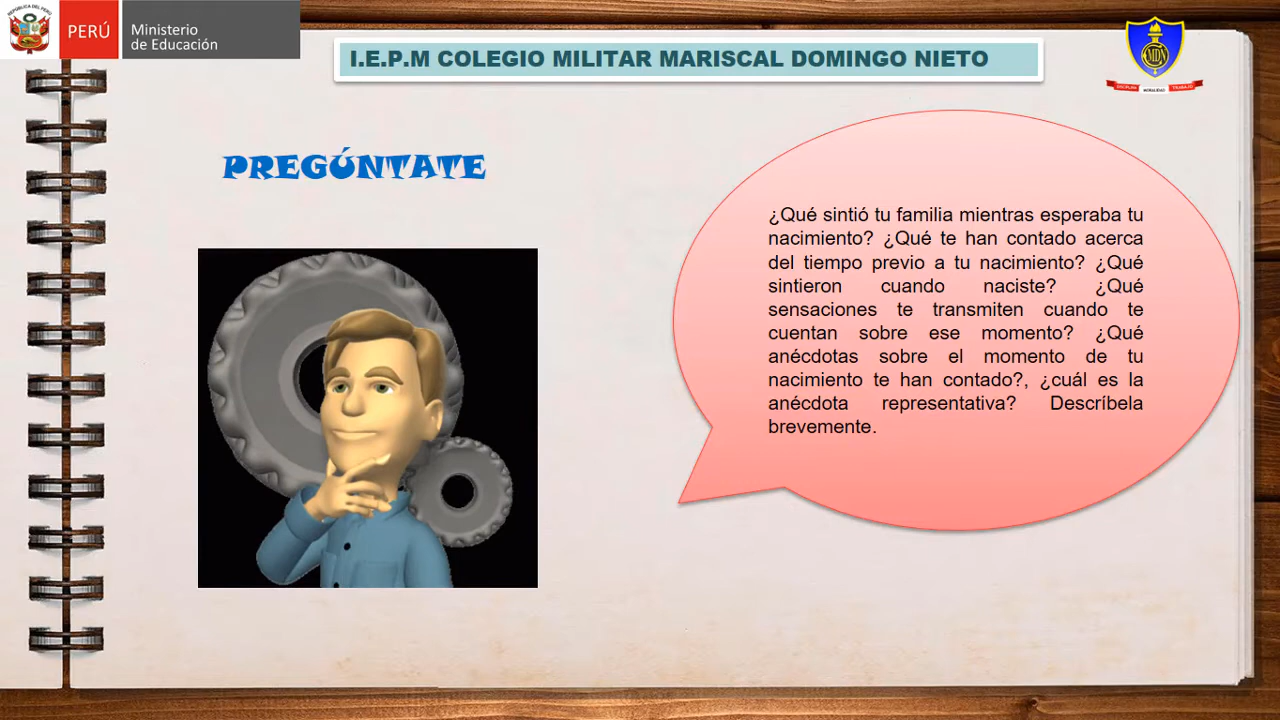 PERÚ
Ministerio
de Educación
I.E.P.M COLEGIO MILITAR MARISCAL DOMINGO NIETO
PREGÚNTATE
¿Qué sintió tu familia mientras esperaba tu
nacimiento? ¿Qué te han contado acerca
del tiempo previo a tu nacimiento? ¿Qué
sintieron cuando naciste? ¿Qué
sensaciones te transmiten cuando te
cuentan sobre ese momento? ¿Qué
anécdotas sobre el momento de tu
nacimiento te han contado?, ¿cuál es la
anécdota representativa? Descríbela
brevemente.